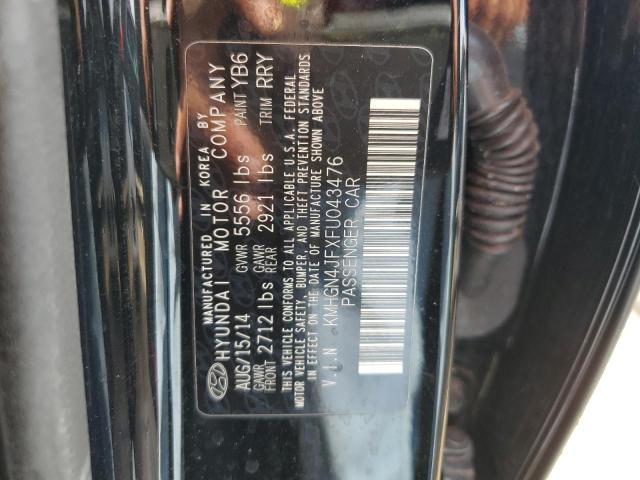 MANUFACTURED IN KOREA BY
HYUNDAI MOTOR COMPANY
AUG/15/14 GVWR 5556 lbs PAINT YB6
GAWR FRONT 2712 lbs GAWR REAR 2921 lbs TRIM RRY
THIS VEHICLE CONFORMS TO ALL APPLICABLE U.S.A. FEDERAL
MOTOR VEHICLE SAFETY, BUMPER, AND THEFT PREVENTION STANDARDS
IN EFFECT ON THE DATE OF MANUFACTURE SHOWN ABOVE
V.I.N KMHGN4JFXFU043476
PASSENGER CAR